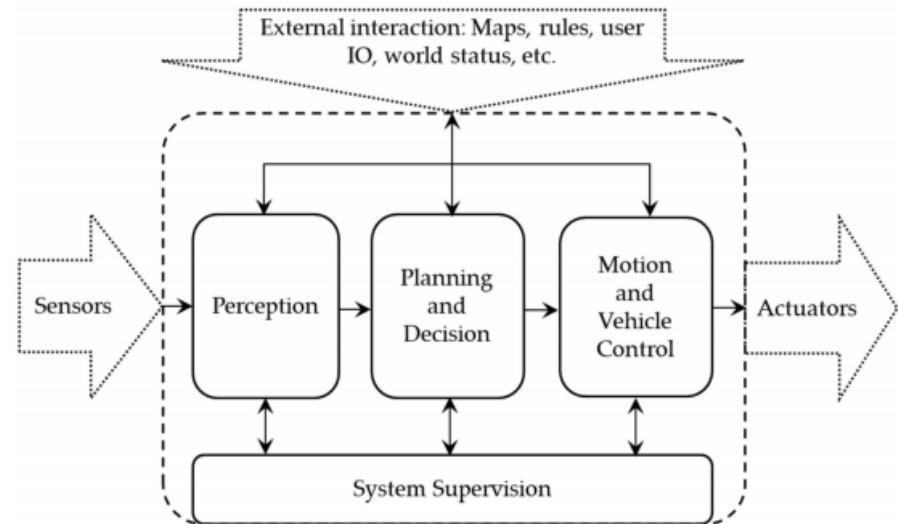 External interaction: Maps, rules, user
IO, world status, etc.
Sensors
Perception
Planning
and
Decision
Motion
and
Vehicle
Control
Actuators
System Supervision